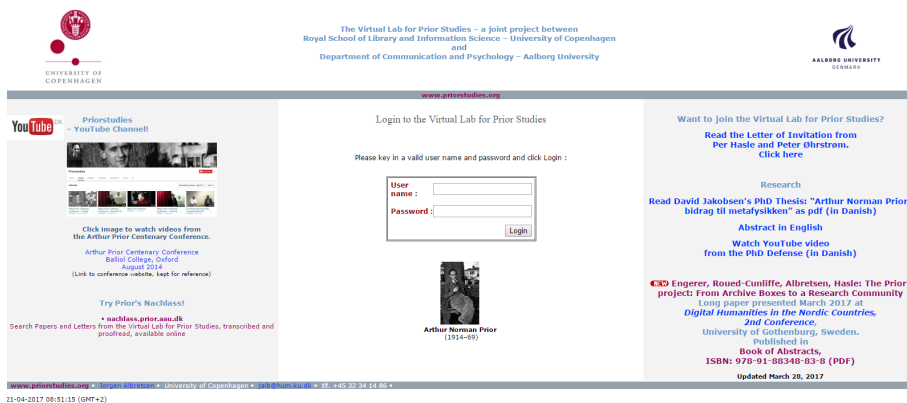 The Virtual Lab for Prior Studies – a joint project between
Royal School of Library and Information Science – University of Copenhagen
and
Department of Communication and Psychology – Aalborg University
UNIVERSITY OF
COPENHAGEN
AALBORG UNIVERSITY
DENMARK
www.priorstudies.org
YouTube DK
Priorstudies
– YouTube Channel!
Click image to watch videos from
the Arthur Prior Centenary Conference.
Arthur Prior Centenary Conference
Balliol College, Oxford
August 2014
(Link to conference website, kept for reference)
Try Prior's Nachlass!
• nachlass.prior.aau.dk
Search Papers and Letters from the Virtual Lab for Prior Studies, transcribed and
proofread, available online
Login to the Virtual Lab for Prior Studies
Please key in a vaild user name and password and click Login :
User
name :
Password :
Login
Arthur Norman Prior
(1914–69)
Want to join the Virtual Lab for Prior Studies?
Read the Letter of Invitation from
Per Hasle and Peter Øhrstrøm.
Click here
Research
Read David Jakobsen's PhD Thesis: "Arthur Norman Prior
bidrag til metafysikken" as pdf (in Danish)
Abstract in English
Watch YouTube video
from the PhD Defense (in Danish)
NEW Engerer, Roued-Cunliffe, Albretsen, Hasle: The Prior
project: From Archive Boxes to a Research Community
Long paper presented March 2017 at
Digital Humanities in the Nordic Countries,
2nd Conference,
University of Gothenburg, Sweden.
Published in
Book of Abstracts,
ISBN: 978-91-88348-83-8 (PDF)
Updated March 28, 2017
www.priorstudies.org • Jørgen Albretsen • University of Copenhagen • jalb@hum.ku.dk • tlf. +45 32 34 14 86 •
21-04-2017 08:51:15 (GMT+2)